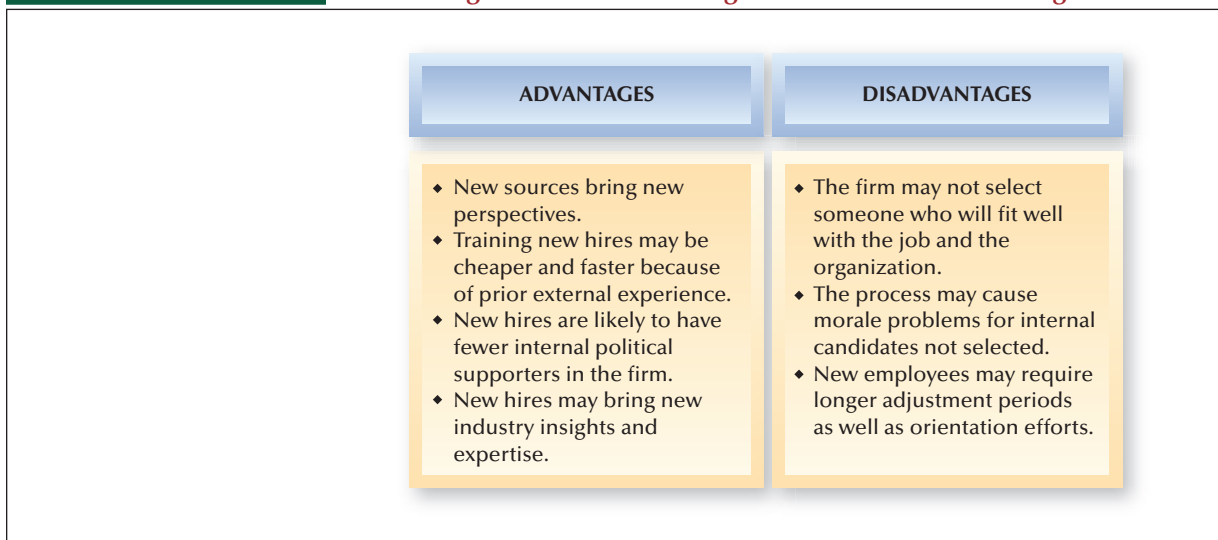 ADVANTAGES
DISADVANTAGES
◆ New sources bring new
perspectives.
◆ Training new hires may be
cheaper and faster because
of prior external experience.
◆ New hires are likely to have
fewer internal political
supporters in the firm.
◆ New hires may bring new
industry insights and
expertise.
◆ The firm may not select
someone who will fit well
with the job and the
organization.
◆ The process may cause
morale problems for internal
candidates not selected.
◆ New employees may require
longer adjustment periods
as well as orientation efforts.